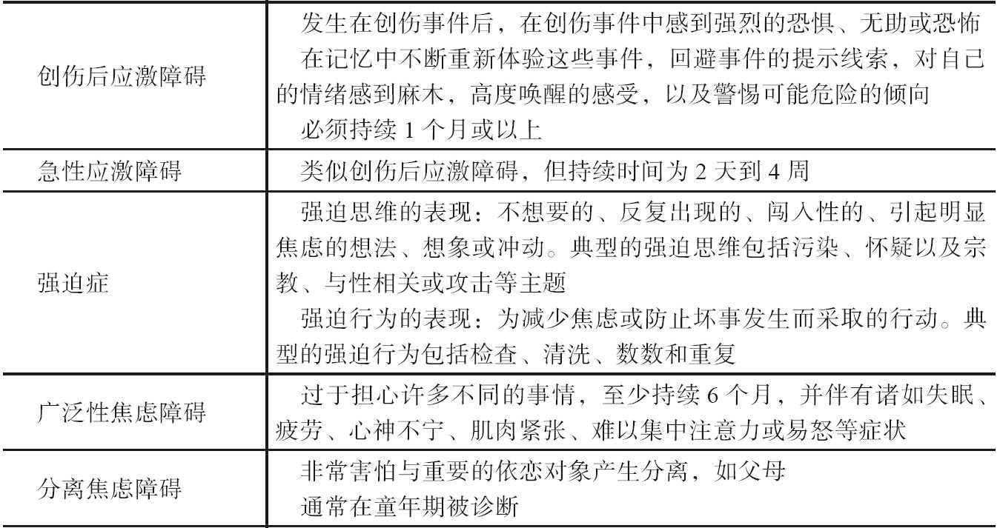 创伤后应激障碍
发生在创伤事件后，在创伤事件中感到强烈的恐惧、无助或恐怖
在记忆中不断重新体验这些事件，回避事件的提示线索，对自己
的情绪感到麻木，高度唤醒的感受，以及警惕可能危险的倾向
必须持续 1 个月或以上
急性应激障碍
类似创伤后应激障碍，但持续时间为 2 天到 4 周
强迫症
强迫思维的表现：不想要的、反复出现的、闯入性的、引起明显
焦虑的想法、想象或冲动。典型的强迫思维包括污染、怀疑以及宗
教、与性相关或攻击等主题
强迫行为的表现：为减少焦虑或防止坏事发生而采取的行动。典
型的强迫行为包括检查、清洗、数数和重复
广泛性焦虑障碍
过于担心许多不同的事情，至少持续 6 个月，并伴有诸如失眠、
疲劳、心神不宁、肌肉紧张、难以集中注意力或易怒等症状
分离焦虑障碍
非常害怕与重要的依恋对象产生分离，如父母
通常在童年期被诊断